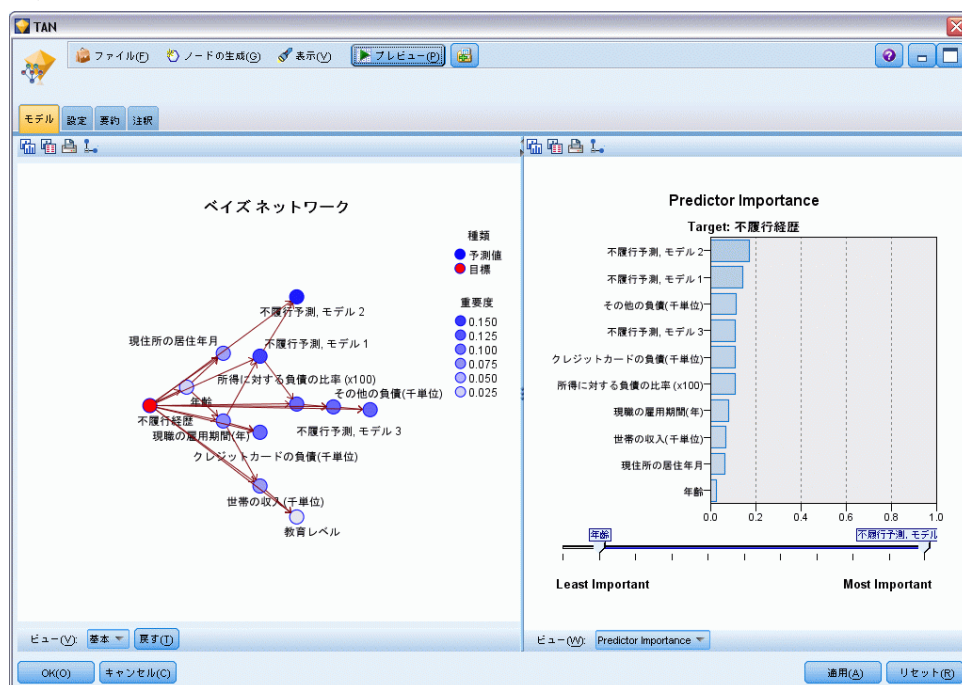 TAN
ファイル(F) ノードの生成(G) 表示(V) プレビュー(P)
モデル 設定 要約 注釈
ベイズ ネットワーク
種類
予測値
目標
重要度
0.150
0.125
0.100
0.075
0.050
0.025
不履行予測, モデル 2
現住所の居住年月
不履行予測, モデル 1
所得に対する負債の比率 (x100)
年齢
その他の負債(千単位)
不履行経歴
不履行予測, モデル 3
現職の雇用期間(年)
クレジットカードの負債(千単位)
世帯の収入(千単位)
教育レベル
ビュー(V): 基本 戻す(T)
Predictor Importance
Target: 不履行経歴
不履行予測, モデル 2
不履行予測, モデル 1
その他の負債(千単位)
不履行予測, モデル 3
クレジットカードの負債(千単位)
所得に対する負債の比率 (x100)
現職の雇用期間(年)
世帯の収入(千単位)
現住所の居住年月
年齢
0.0 0.2 0.4 0.6 0.8 1.0
年齢 不履行予測, モデル
Least Important Most Important
ビュー(W): Predictor Importance
OK(O) キャンセル(C) 適用(A) リセット(R)